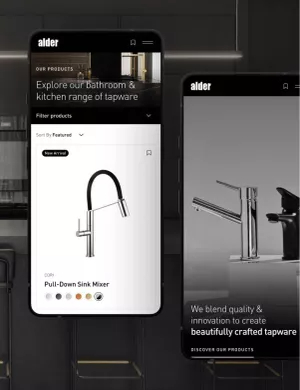 alder
OUR PRODUCTS
Explore our bathroom &
kitchen range of tapware
Filter products
Sort By Featured
New Arrival
Pull-Down Sink Mixer
alder
We blend quality &
innovation to create
beautifully crafted tapware
DISCOVER OUR PRODUCTS